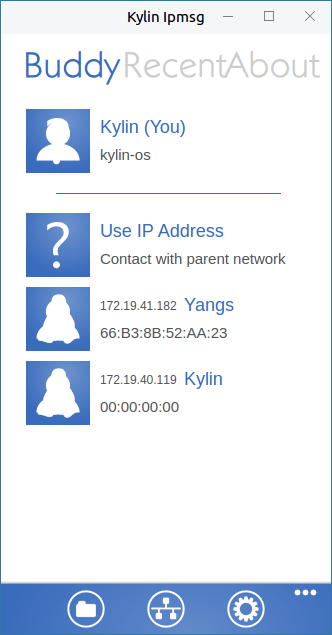 Kylin Ipmsg
Buddy Recent About
Kylin (You)
kylin-os
Use IP Address
Contact with parent network
172.19.41.182 Yangs
66:B3:8B:52:AA:23
172.19.40.119 Kylin
00:00:00:00